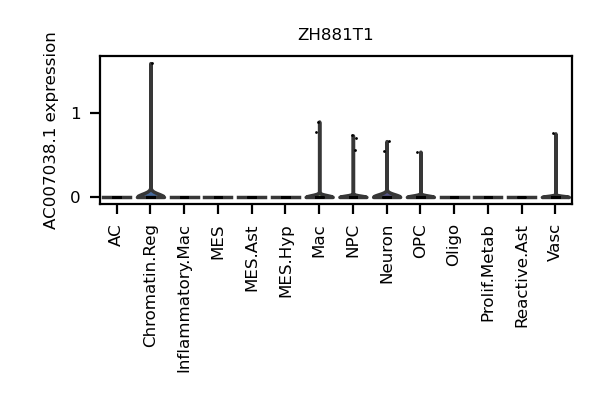 ZH881T1
AC007038.1 expression
1
0
AC
Chromatin.Reg
Inflammatory.Mac
MES
MES.Ast
MES.Hyp
Mac
NPC
Neuron
OPC
Oligo
Prolif.Metab
Reactive.Ast
Vasc